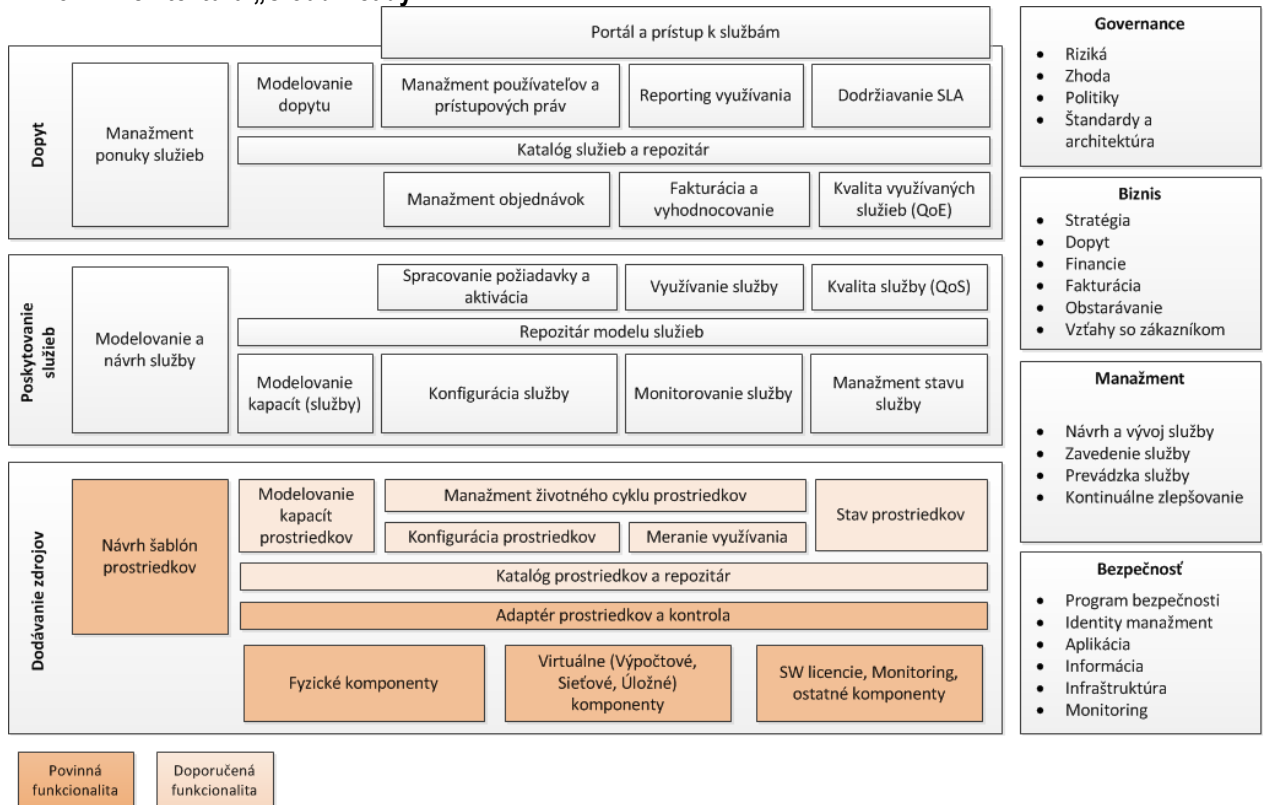 Portál a prístup k službám
Dopyt
Manažment
ponuky služieb
Modelovanie
dopytu
Manažment používateľov a
prístupových práv
Reporting využívania
Dodržiavanie SLA
Katalóg služieb a repozitár
Manažment objednávok
Fakturácia a
vyhodnocovanie
Kvalita využívaných
služieb (QoE)
Poskytovanie
služieb
Modelovanie a
návrh služby
Spracovanie požiadavky a
aktivácia
Využívanie služby
Kvalita služby (QoS)
Repozitár modelu služieb
Modelovanie
kapacít (služby)
Konfigurácia služby
Monitorovanie služby
Manažment stavu
služby
Dodávanie zdrojov
Návrh šablón
prostriedkov
Modelovanie
kapacít
prostriedkov
Manažment životného cyklu prostriedkov
Konfigurácia prostriedkov
Meranie využívania
Stav prostriedkov
Katalóg prostriedkov a repozitár
Adaptér prostriedkov a kontrola
Fyzické komponenty
Virtuálne (Výpočtové,
Sieťové, Úložné)
komponenty
SW licencie, Monitoring,
ostatné komponenty
Povinná
funkcionalita
Doporučená
funkcionalita
Governance
• Riziká
• Zhoda
• Politiky
• Štandardy a
architektúra
Biznis
• Stratégia
• Dopyt
• Financie
• Fakturácia
• Obstarávanie
• Vzťahy so zákazníkom
Manažment
• Návrh a vývoj služby
• Zavedenie služby
• Prevádzka služby
• Kontinuálne zlepšovanie
Bezpečnosť
• Program bezpečnosti
• Identity manažment
• Aplikácia
• Informácia
• Infraštruktúra
• Monitoring